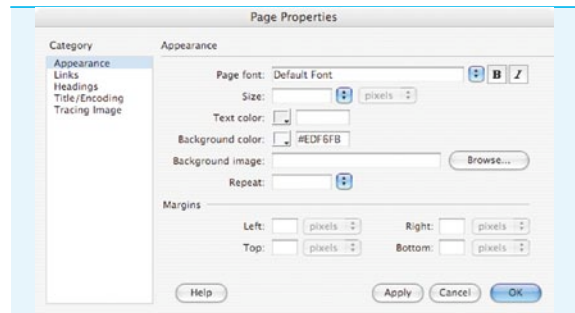 Page Properties
Category
Appearance
Links
Headings
Title/Encoding
Tracing Image
Appearance
Page font: Default Font B I
Size: pixels
Text color:
Background color: #EDF6FB
Background image: Browse...
Repeat:
Margins
Left: pixels Right: pixels
Top: pixels Bottom: pixels
Help Apply Cancel OK